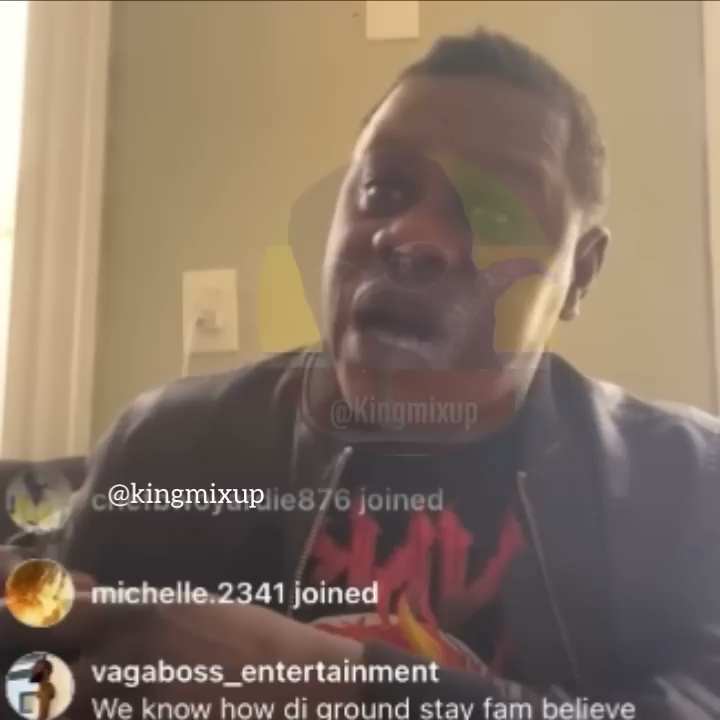 @Kingmixup
@kingmixup
joined
michelle.2341 joined
vagaboss_entertainment
We know how di ground stay fam believe